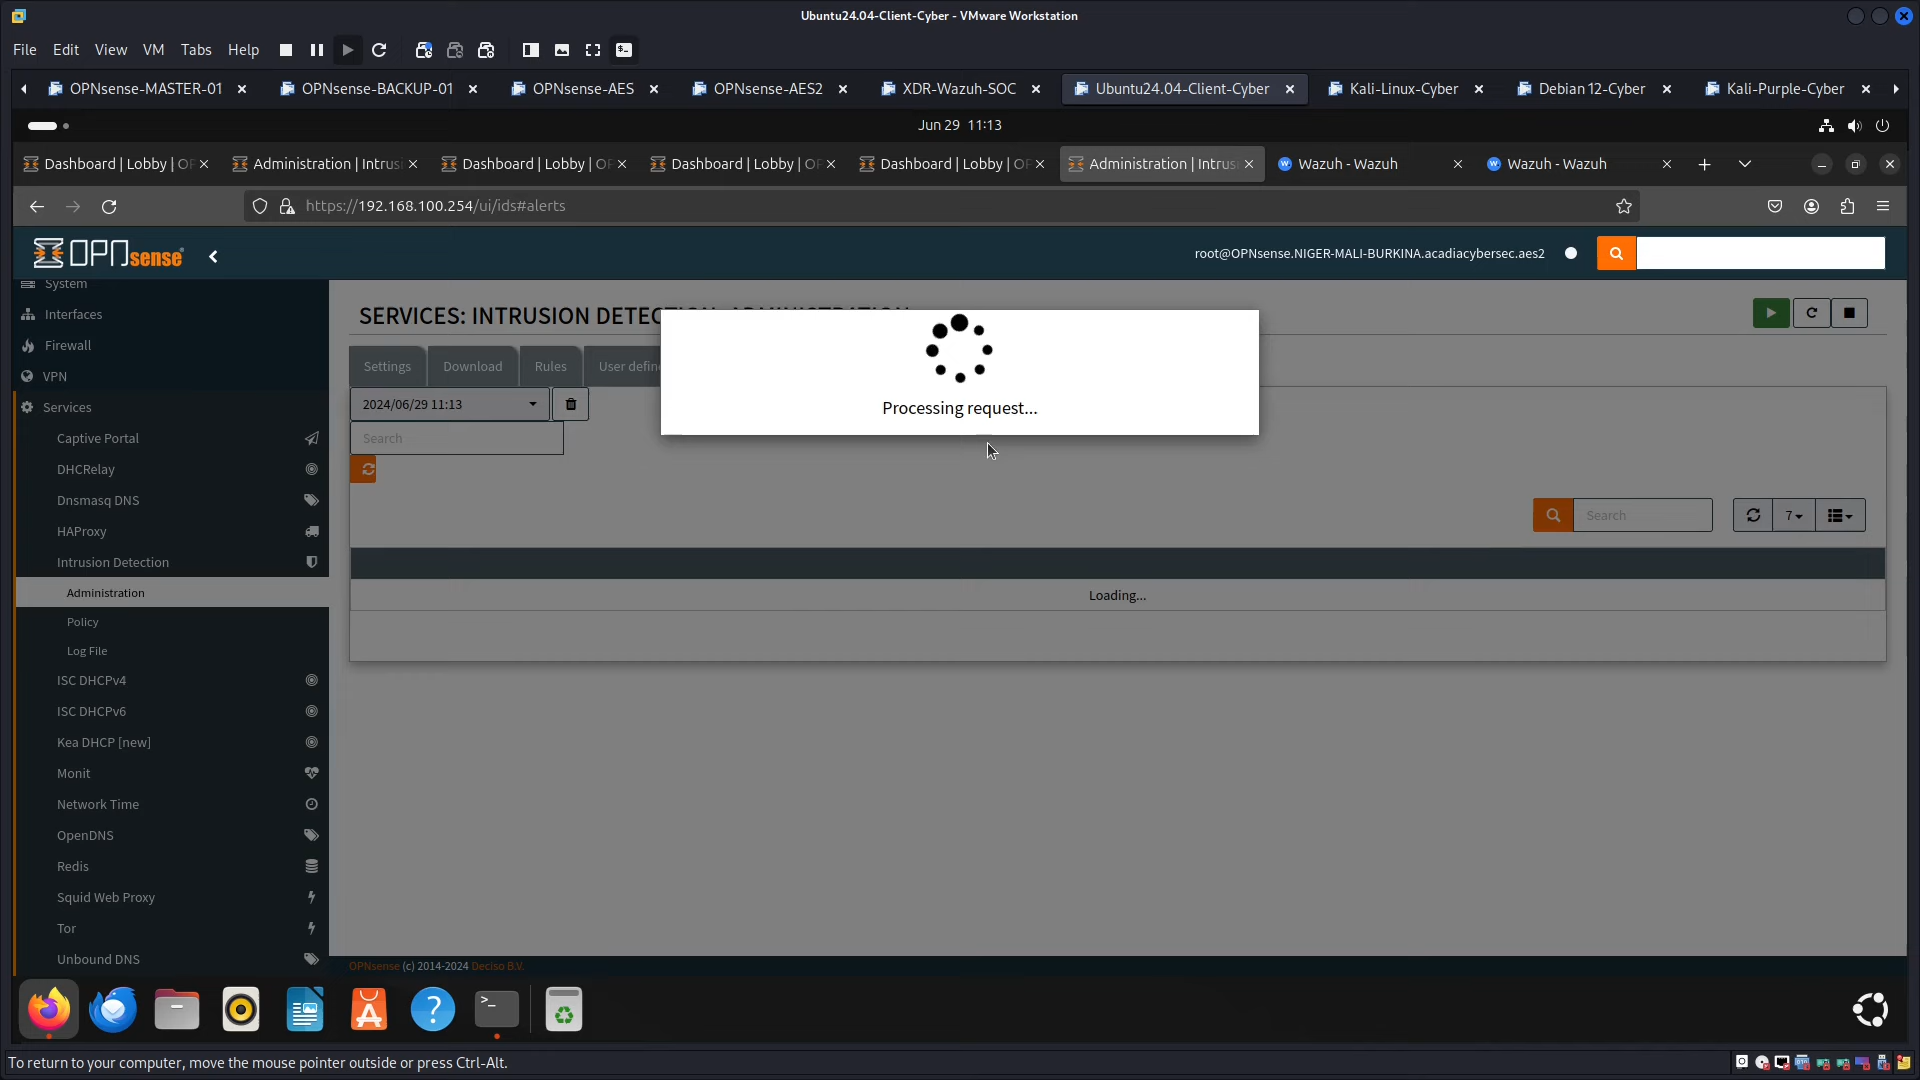 Ubuntu24.04-Client-Cyber - VMware Workstation
File Edit View VM Tabs Help
OPNsense-MASTER-01 OPNsense-BACKUP-01 OPNsense-AES OPNsense-AES2 XDR-Wazuh-SOC Ubuntu24.04-Client-Cyber Kali-Linux-Cyber Debian 12-Cyber Kali-Purple-Cyber
Jun 29 11:13
Dashboard | Lobby | OP Administration | Intrus Dashboard | Lobby | OP Dashboard | Lobby | OP Dashboard | Lobby | OP Administration | Intrus Wazuh - Wazuh Wazuh - Wazuh
https://192.168.100.254/ui/ids#alerts
OPNsense
root@OPNsense.NIGER-MALI-BURKINA.acadiacybersec.aes2
System
Interfaces
Firewall
VPN
Services
Captive Portal
DHCRelay
Dnsmasq DNS
HAProxy
Intrusion Detection
Administration
Policy
Log File
ISC DHCPv4
ISC DHCPv6
Kea DHCP [new]
Monit
Network Time
OpenDNS
Redis
Squid Web Proxy
Tor
Unbound DNS
SERVICES: INTRUSION DETEC
Settings Download Rules User defin
2024/06/29 11:13
Search
Processing request...
Search
7
Loading...
OPNsense (c) 2014-2024 Deciso B.V.
To return to your computer, move the mouse pointer outside or press Ctrl-Alt.